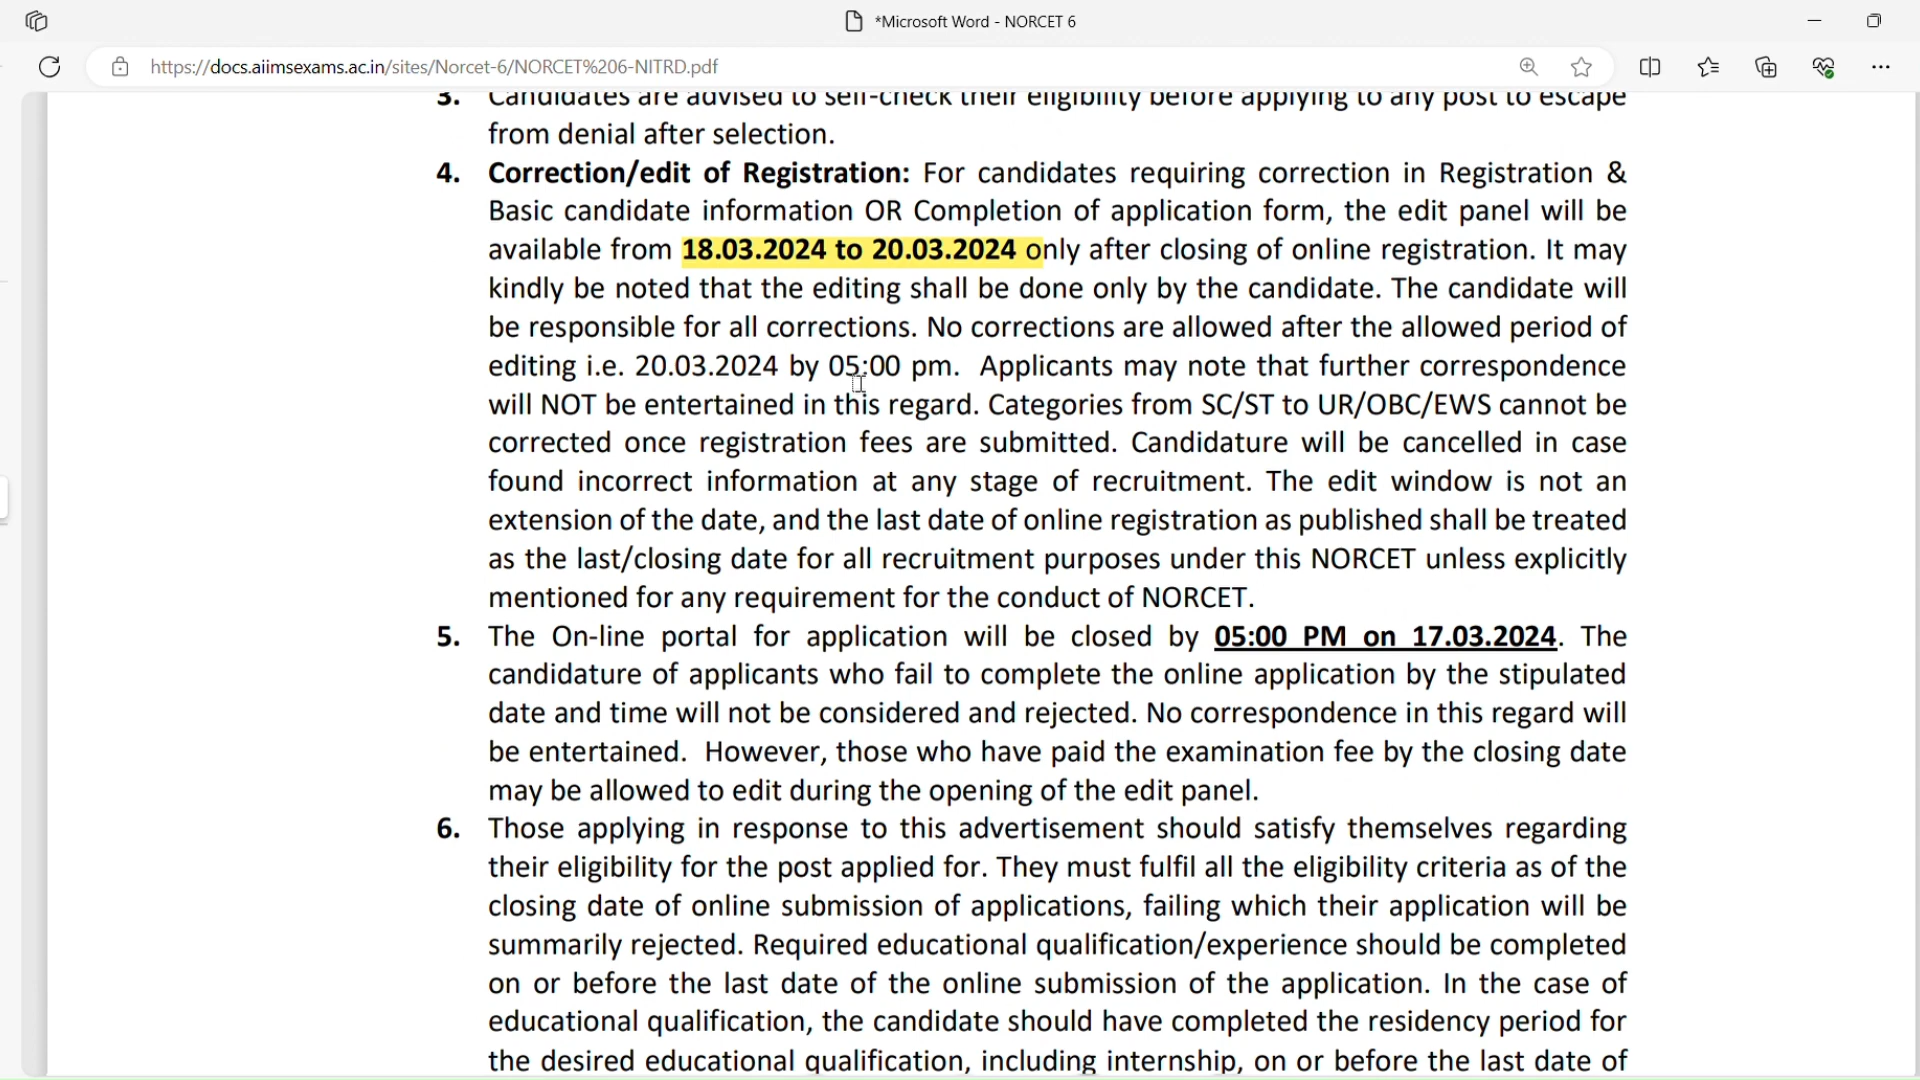 *Microsoft Word - NORCET 6
https://docs.aiimsexams.ac.in/sites/Norcet-6/NORCET%206-NITRD.pdf
3. Candidates are advised to self-check their eligibility before applying to any post to escape
from denial after selection.
4. Correction/edit of Registration: For candidates requiring correction in Registration &
Basic candidate information OR Completion of application form, the edit panel will be
available from 18.03.2024 to 20.03.2024 only after closing of online registration. It may
kindly be noted that the editing shall be done only by the candidate. The candidate will
be responsible for all corrections. No corrections are allowed after the allowed period of
editing i.e. 20.03.2024 by 05:00 pm. Applicants may note that further correspondence
will NOT be entertained in this regard. Categories from SC/ST to UR/OBC/EWS cannot be
corrected once registration fees are submitted. Candidature will be cancelled in case
found incorrect information at any stage of recruitment. The edit window is not an
extension of the date, and the last date of online registration as published shall be treated
as the last/closing date for all recruitment purposes under this NORCET unless explicitly
mentioned for any requirement for the conduct of NORCET.
5. The On-line portal for application will be closed by 05:00 PM on 17.03.2024. The
candidature of applicants who fail to complete the online application by the stipulated
date and time will not be considered and rejected. No correspondence in this regard will
be entertained. However, those who have paid the examination fee by the closing date
may be allowed to edit during the opening of the edit panel.
6. Those applying in response to this advertisement should satisfy themselves regarding
their eligibility for the post applied for. They must fulfil all the eligibility criteria as of the
closing date of online submission of applications, failing which their application will be
summarily rejected. Required educational qualification/experience should be completed
on or before the last date of the online submission of the application. In the case of
educational qualification, the candidate should have completed the residency period for
the desired educational qualification, including internship, on or before the last date of